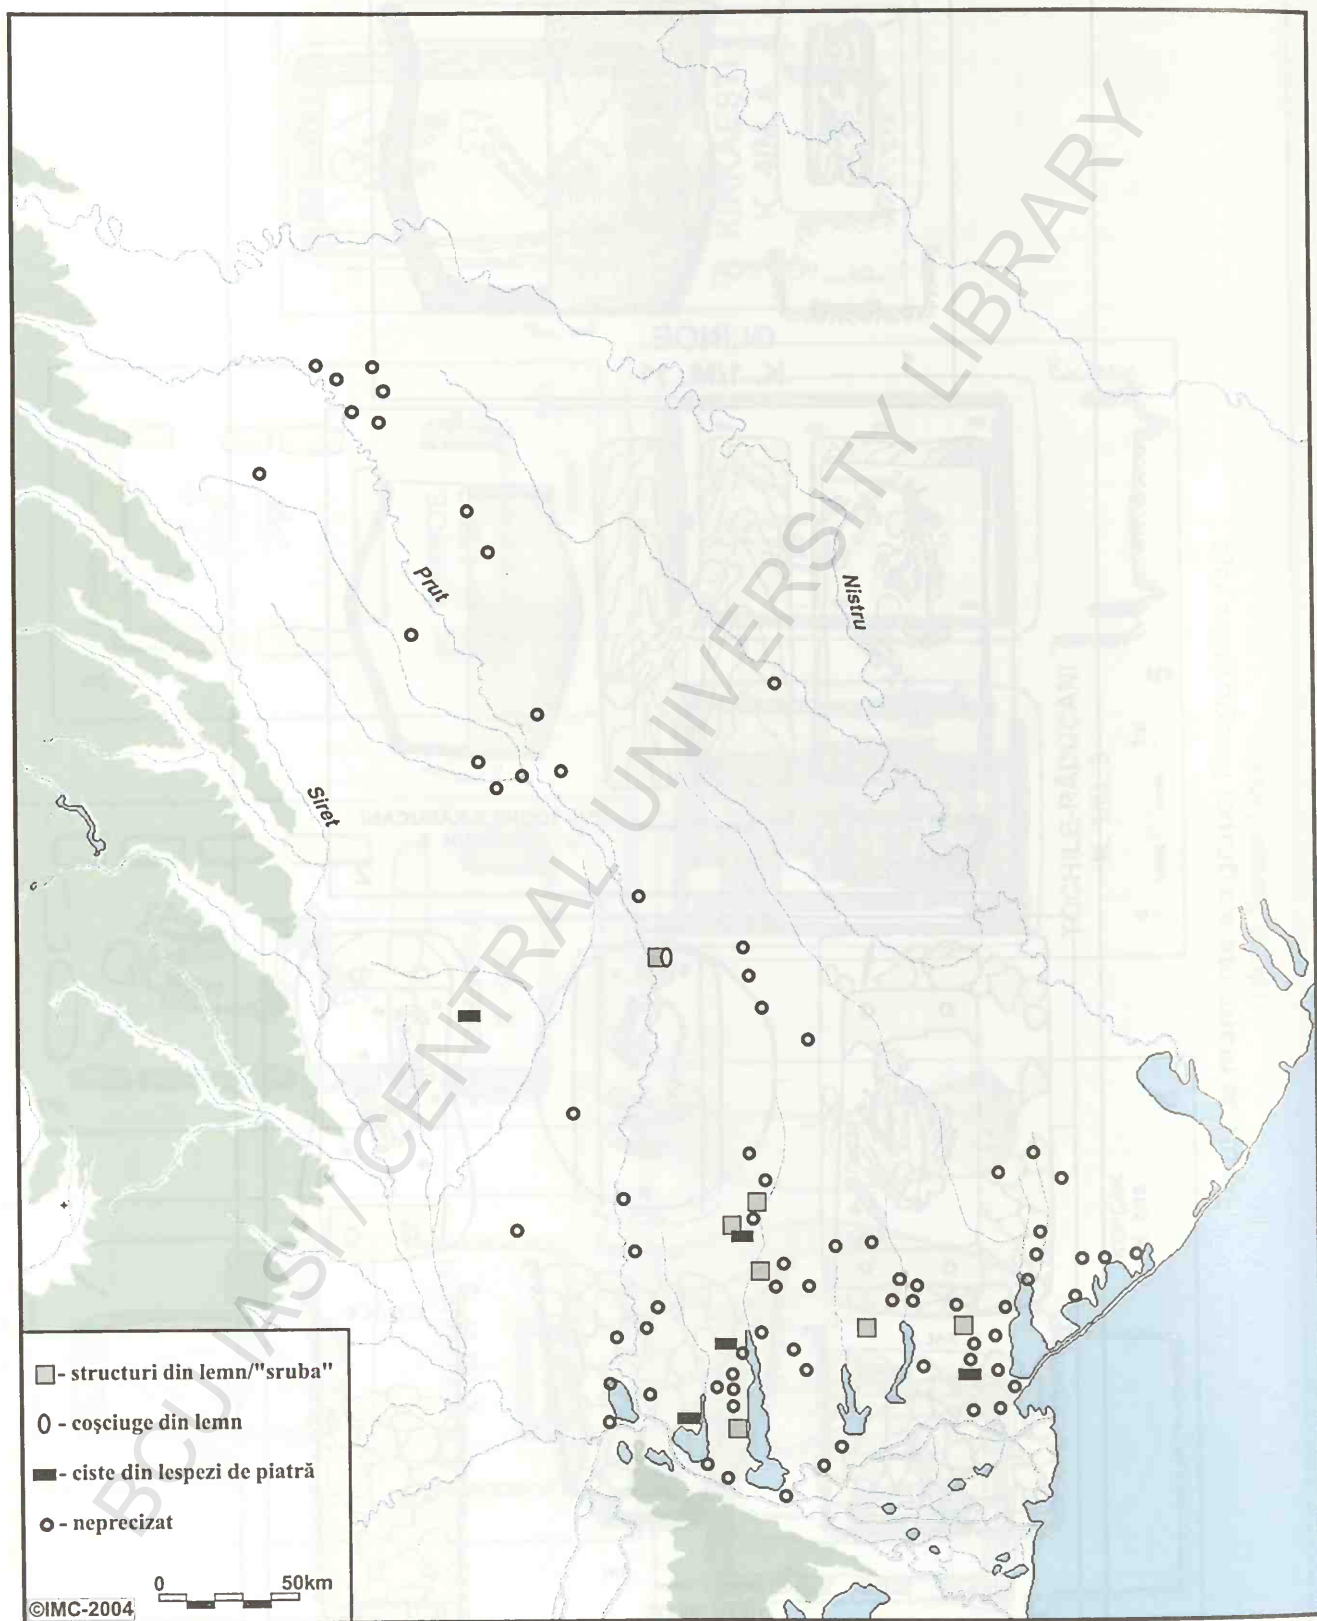 Prut
Nistru
Siret
- structuri din lemn/"sruba"
- coşciuge din lemn
- ciste din lespezi de piatră
- neprecizat
0 50km
©IMC-2004
BCU IASI / CENTRAL UNIVERSITY LIBRARY